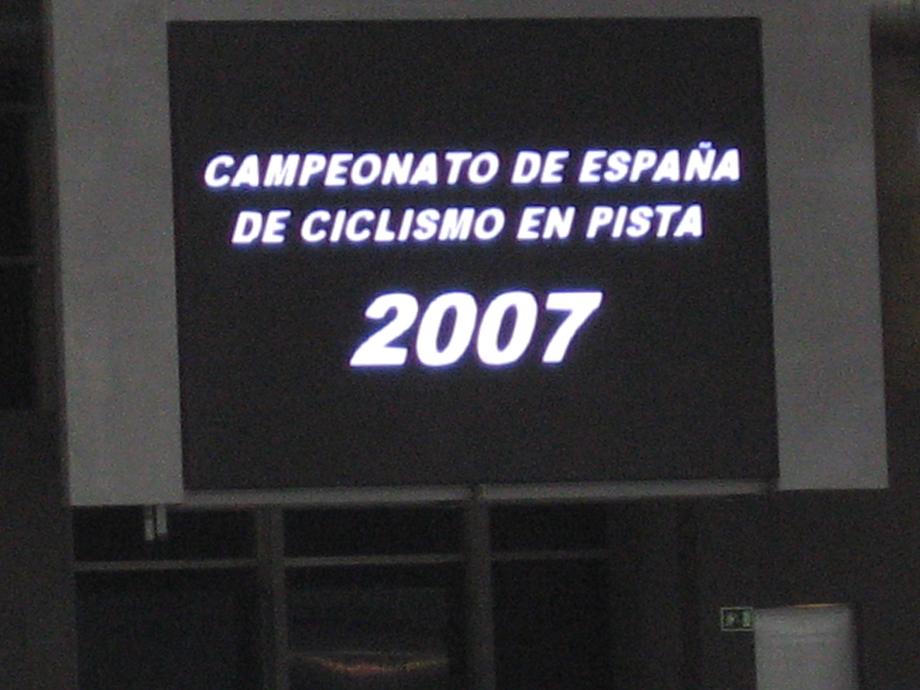 CAMPEONATO DE ESPAÑA
DE CICLISMO EN PISTA
2007